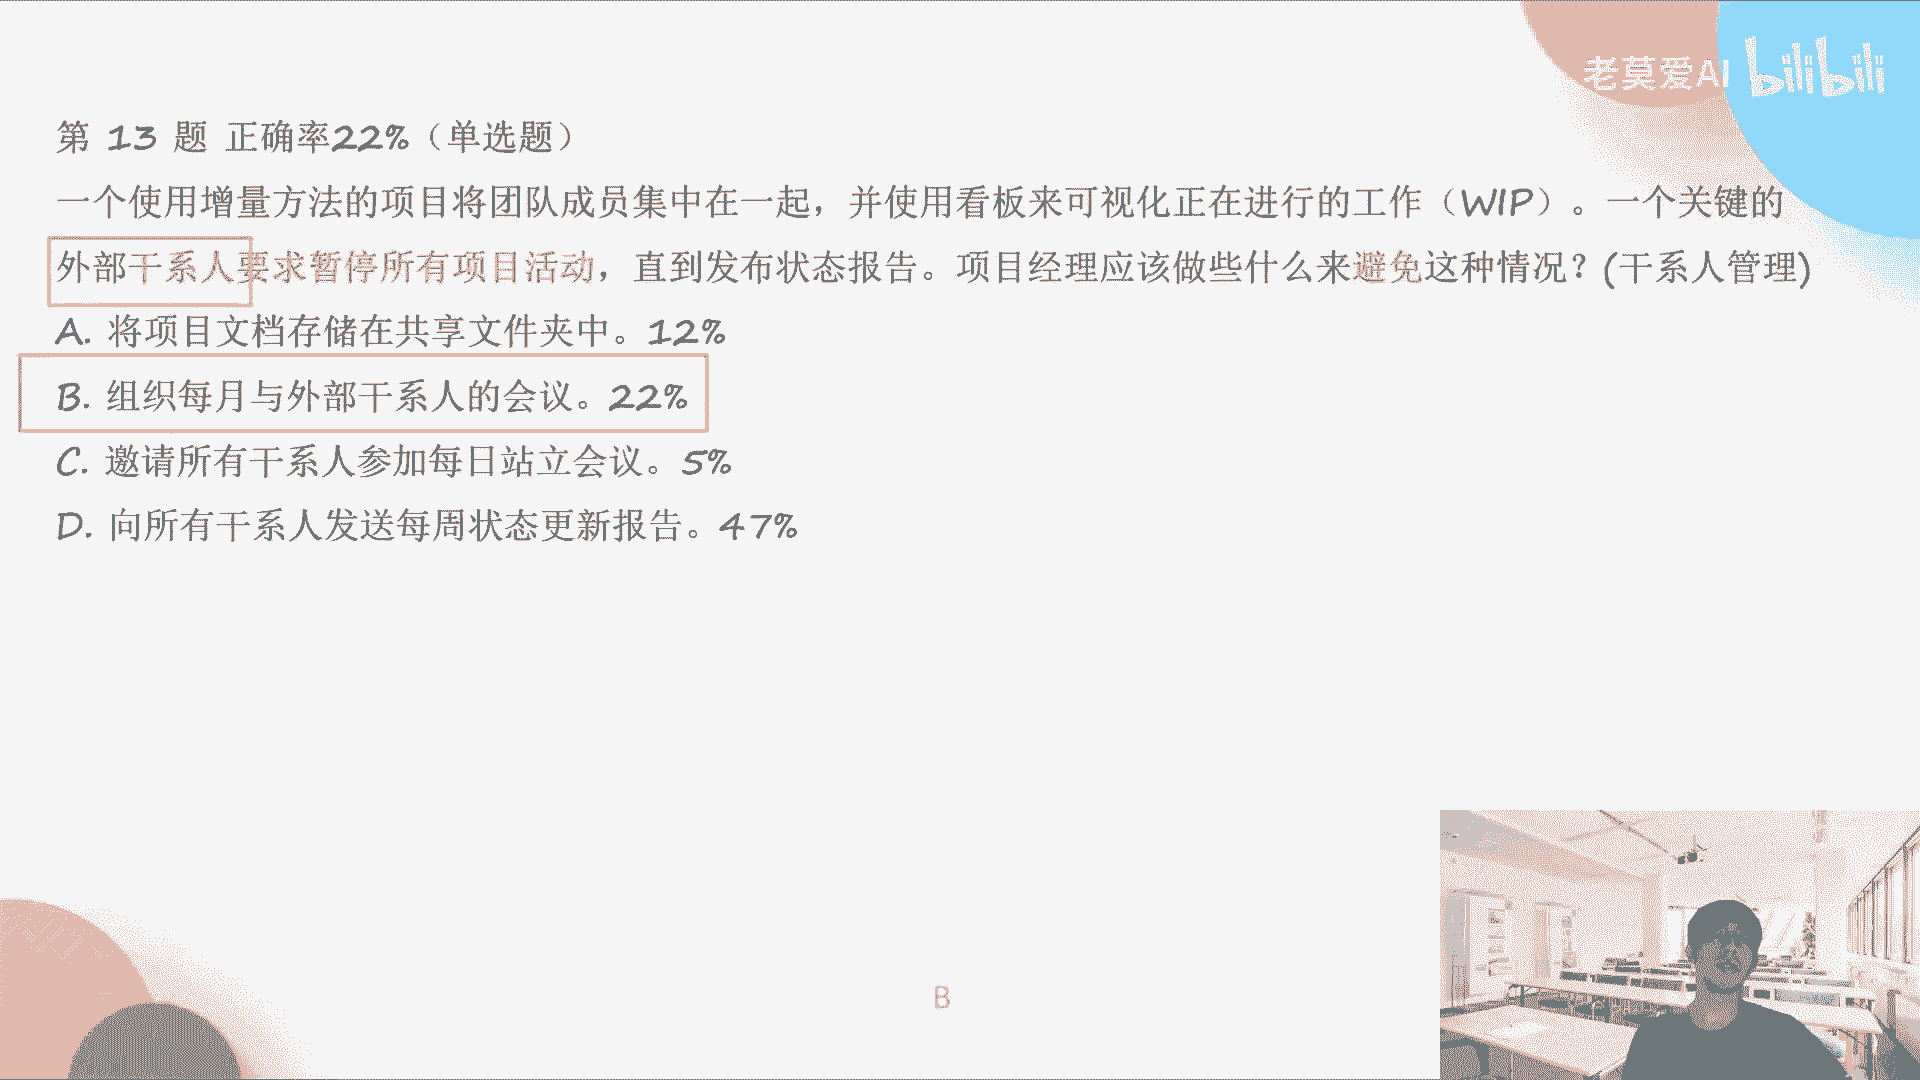 老莫爱AI bilibili
第 13 题 正确率22%（单选题）
一个使用增量方法的项目将团队成员集中在一起，并使用看板来可视化正在进行的工作（WIP）。一个关键的
外部干系人要求暂停所有项目活动，直到发布状态报告。项目经理应该做些什么来避免这种情况？(干系人管理)
A. 将项目文档存储在共享文件夹中。12%
B. 组织每月与外部干系人的会议。22%
C. 邀请所有干系人参加每日站立会议。5%
D. 向所有干系人发送每周状态更新报告。47%
B